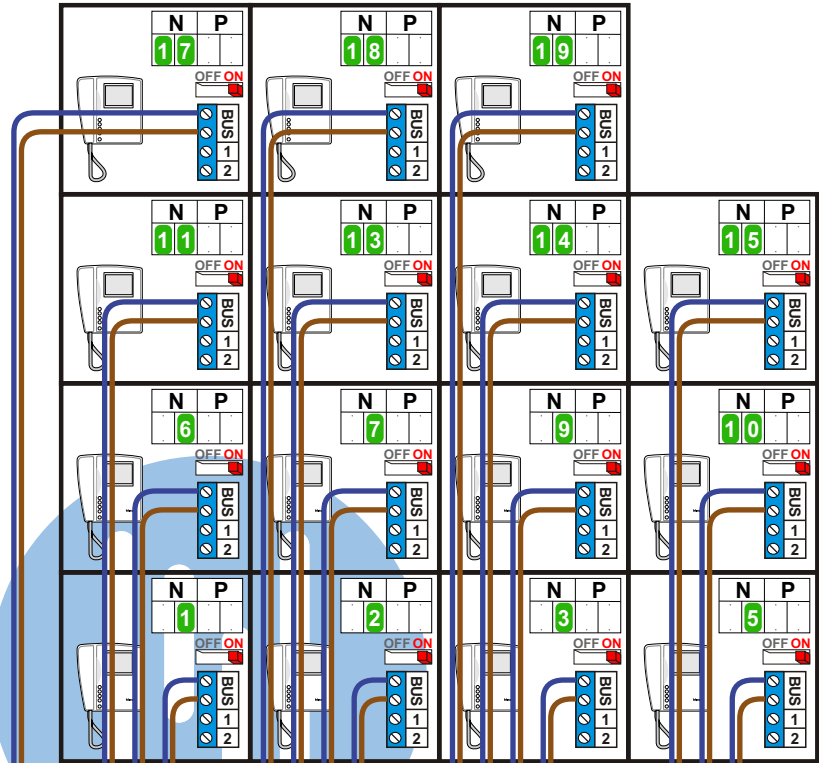 N P N P N P
17 18 19
OFF ON OFF ON OFF ON
BUS BUS BUS
1 1 1
2 2 2
N P N P N P N P
11 13 14 15
OFF ON OFF ON OFF ON OFF ON
BUS BUS BUS BUS
1 1 1 1
2 2 2 2
N P N P N P N P
6 7 9 10
OFF ON OFF ON OFF ON OFF ON
BUS BUS BUS BUS
1 1 1 1
2 2 2 2
N P N P N P N P
1 2 3 5
OFF ON OFF ON OFF ON OFF ON
BUS BUS BUS BUS
1 1 1 1
2 2 2 2